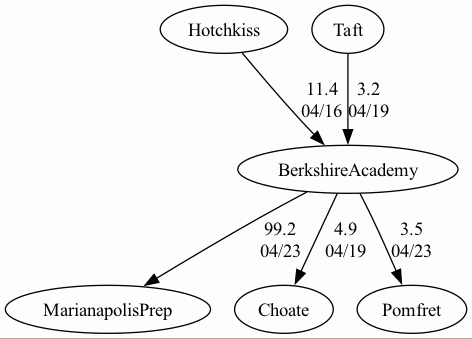 Hotchkiss
Taft
11.4
04/16
3.2
04/19
BerkshireAcademy
99.2
04/23
4.9
04/19
3.5
04/23
MarianapolisPrep
Choate
Pomfret